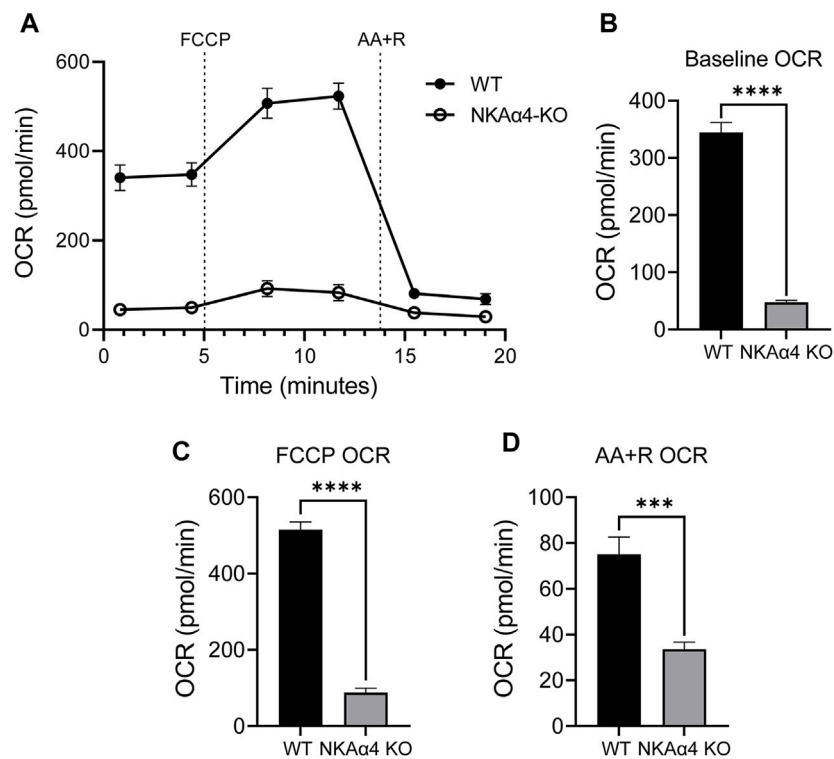 A
FCCP
AA+R
600
400
200
0
OCR (pmol/min)
0
5
10
15
20
Time (minutes)
WT
NKAα4-KO
B
Baseline OCR
****
400
300
200
100
0
OCR (pmol/min)
WT NKAα4 KO
C
FCCP OCR
****
600
400
200
0
OCR (pmol/min)
WT NKAα4 KO
D
AA+R OCR
***
100
80
60
40
20
0
OCR (pmol/min)
WT NKAα4 KO